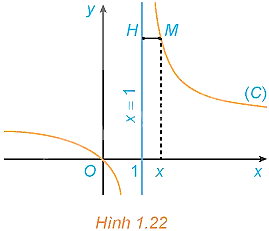 y
H M
x = 1
(C)
O 1 x x
Hình 1.22